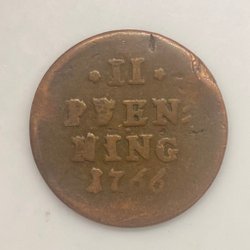 · II ·
PFEN
NING
1766